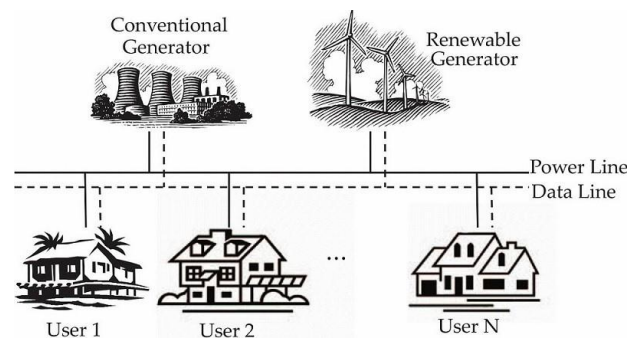 Conventional
Generator
Renewable
Generator
Power Line
Data Line
...
User 1
User 2
User N